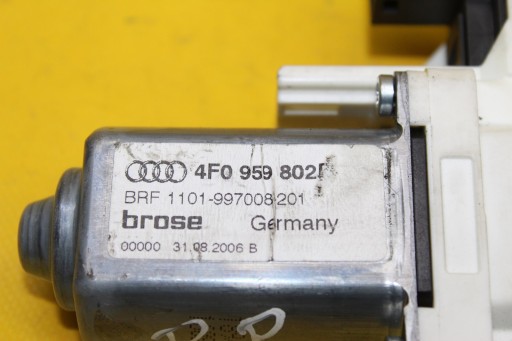 4F0 959 802
BRF 1101-997008-201
brose Germany
00000 31.08.2006 B